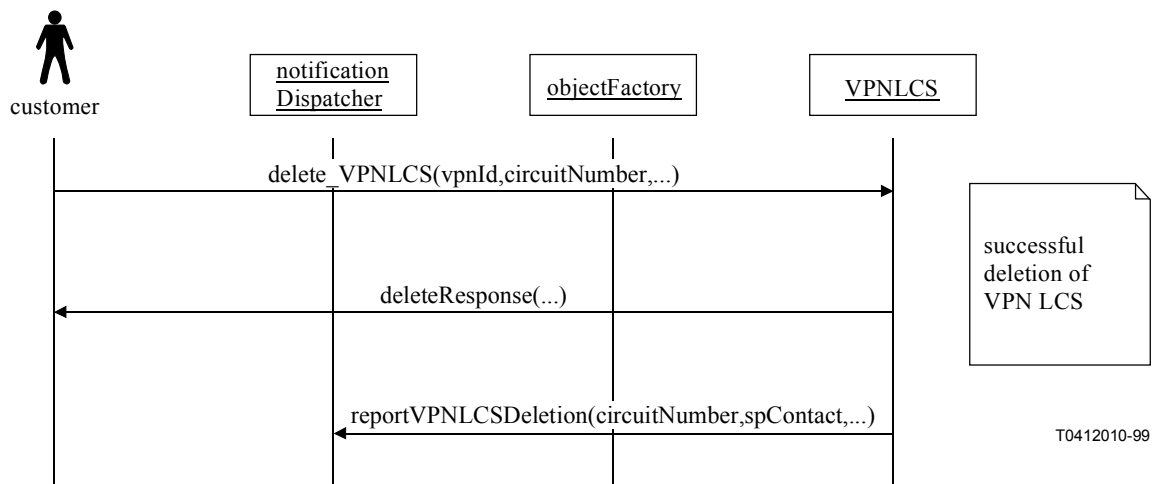 customer
notification
Dispatcher
objectFactory
VPNLCS
delete_VPNLCS(vpnId,circuitNumber,...)
successful
deletion of
VPN LCS
deleteResponse(...)
reportVPNLCSDeletion(circuitNumber,spContact,...)
T0412010-99